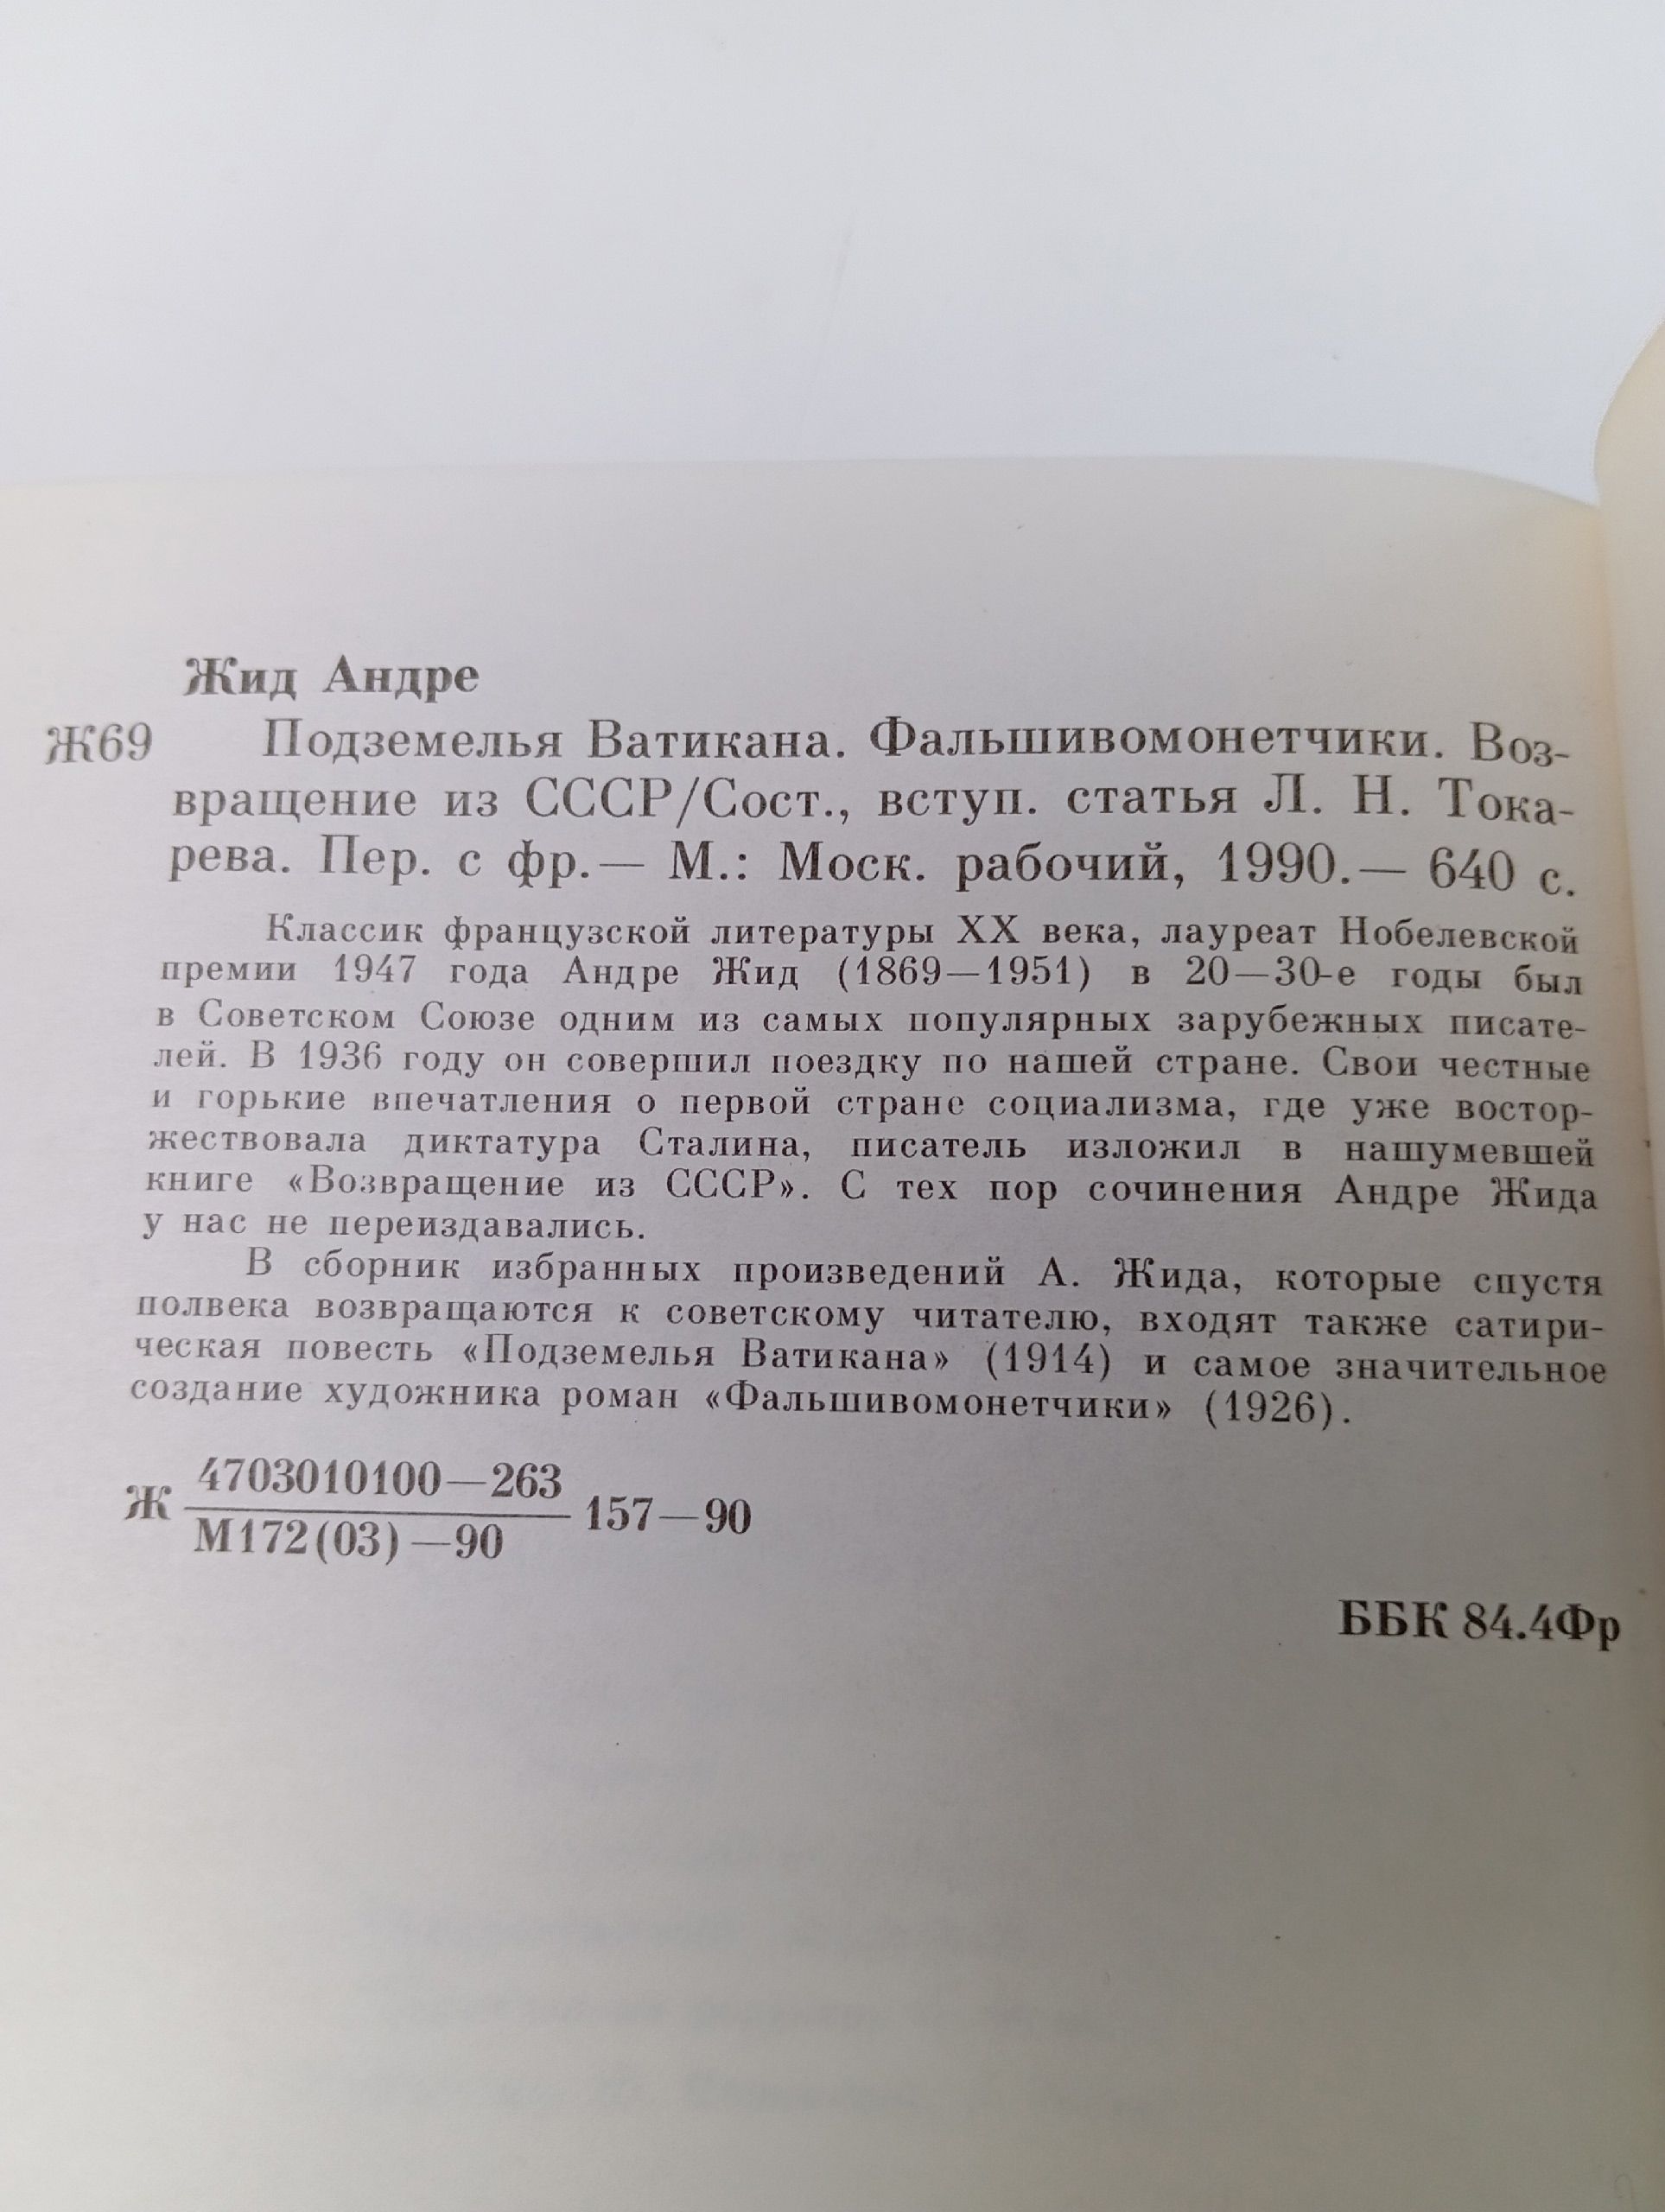 Жид Андре
Ж69 Подземелья Ватикана. Фальшивомонетчики. Воз-
вращение из СССР/Сост., вступ. статья Л. Н. Тока-
рева. Пер. с фр.— М.: Моск. рабочий, 1990.— 640 с.
Классик французской литературы XX века, лауреат Нобелевской
премии 1947 года Андре Жид (1869—1951) в 20—30-е годы был
в Советском Союзе одним из самых популярных зарубежных писате-
лей. В 1936 году он совершил поездку по нашей стране. Свои честные
и горькие впечатления о первой стране социализма, где уже востор-
жествовала диктатура Сталина, писатель изложил в нашумевшей
книге «Возвращение из СССР». С тех пор сочинения Андре Жида
у нас не переиздавались.
В сборник избранных произведений А. Жида, которые спустя
полвека возвращаются к советскому читателю, входят также сатири-
ческая повесть «Подземелья Ватикана» (1914) и самое значительное
создание художника роман «Фальшивомонетчики» (1926).
4703010100—263
Ж 157—90
М172(03)—90
ББК 84.4Фр